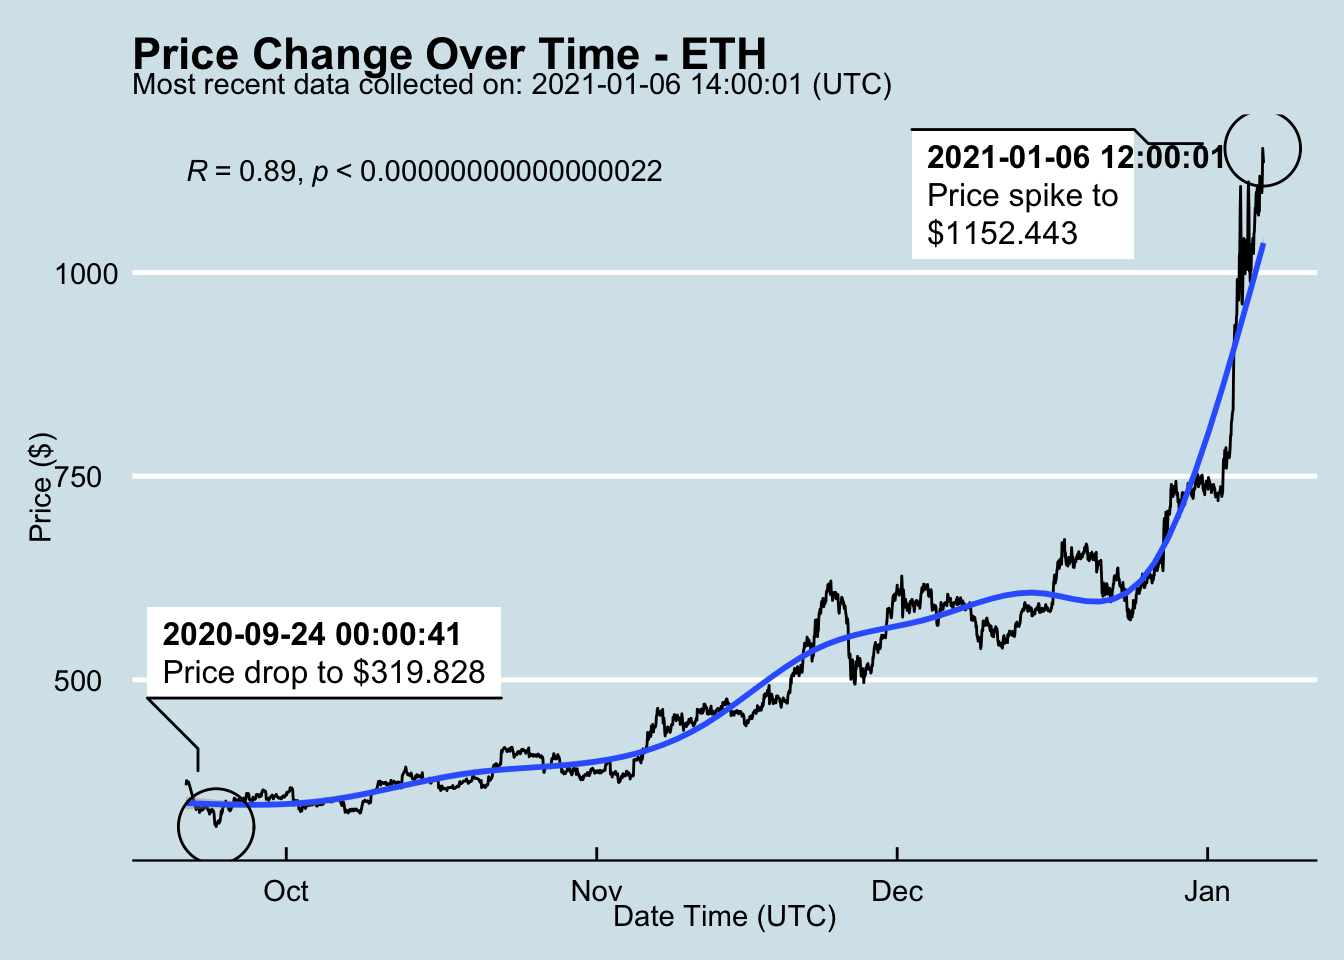 Price Change Over Time - ETH
Most recent data collected on: 2021-01-06 14:00:01 (UTC)
R = 0.89, p < 0.00000000000000022
2021-01-06 12:00:01
Price spike to
$1152.443
1000
750
500
Price ($)
2020-09-24 00:00:41
Price drop to $319.828
Oct
Nov
Dec
Jan
Date Time (UTC)